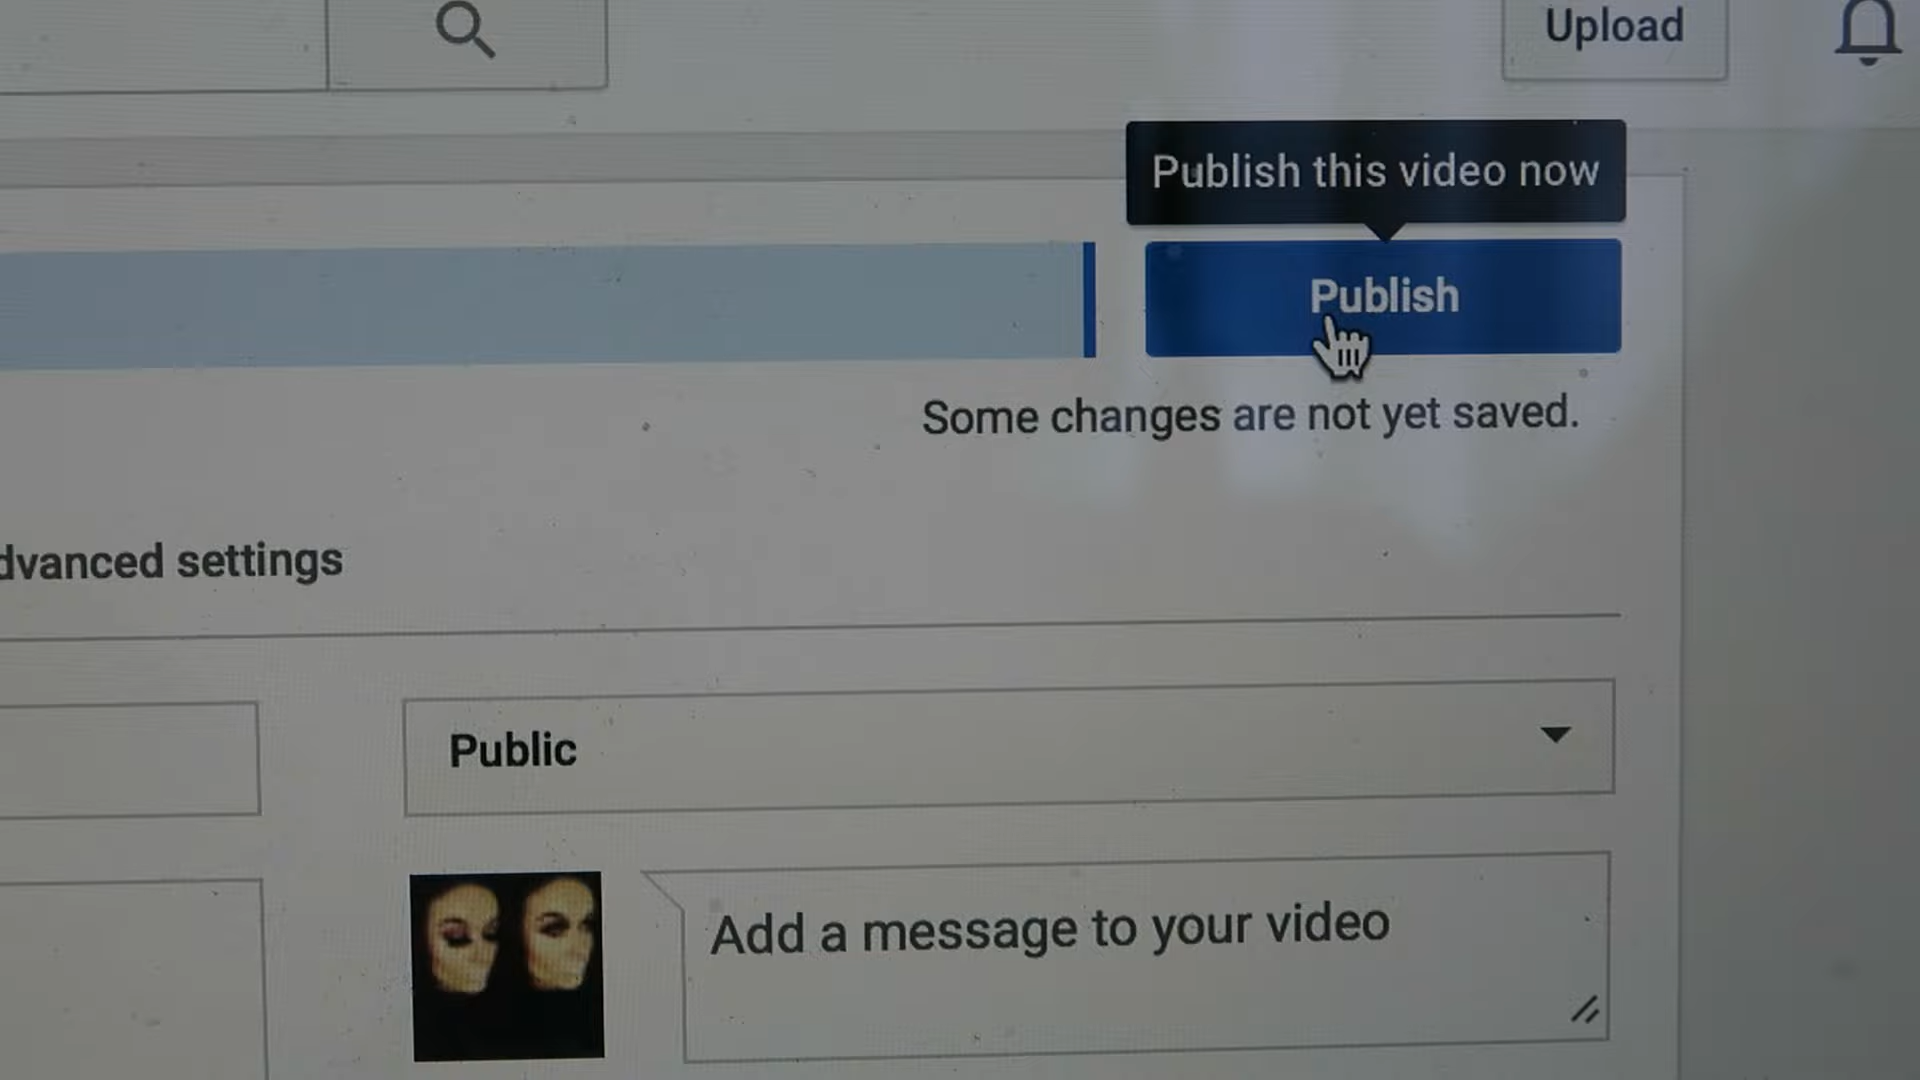 Upload
Publish this video now
Publish
Some changes are not yet saved.
dvanced settings
Public
Add a message to your video